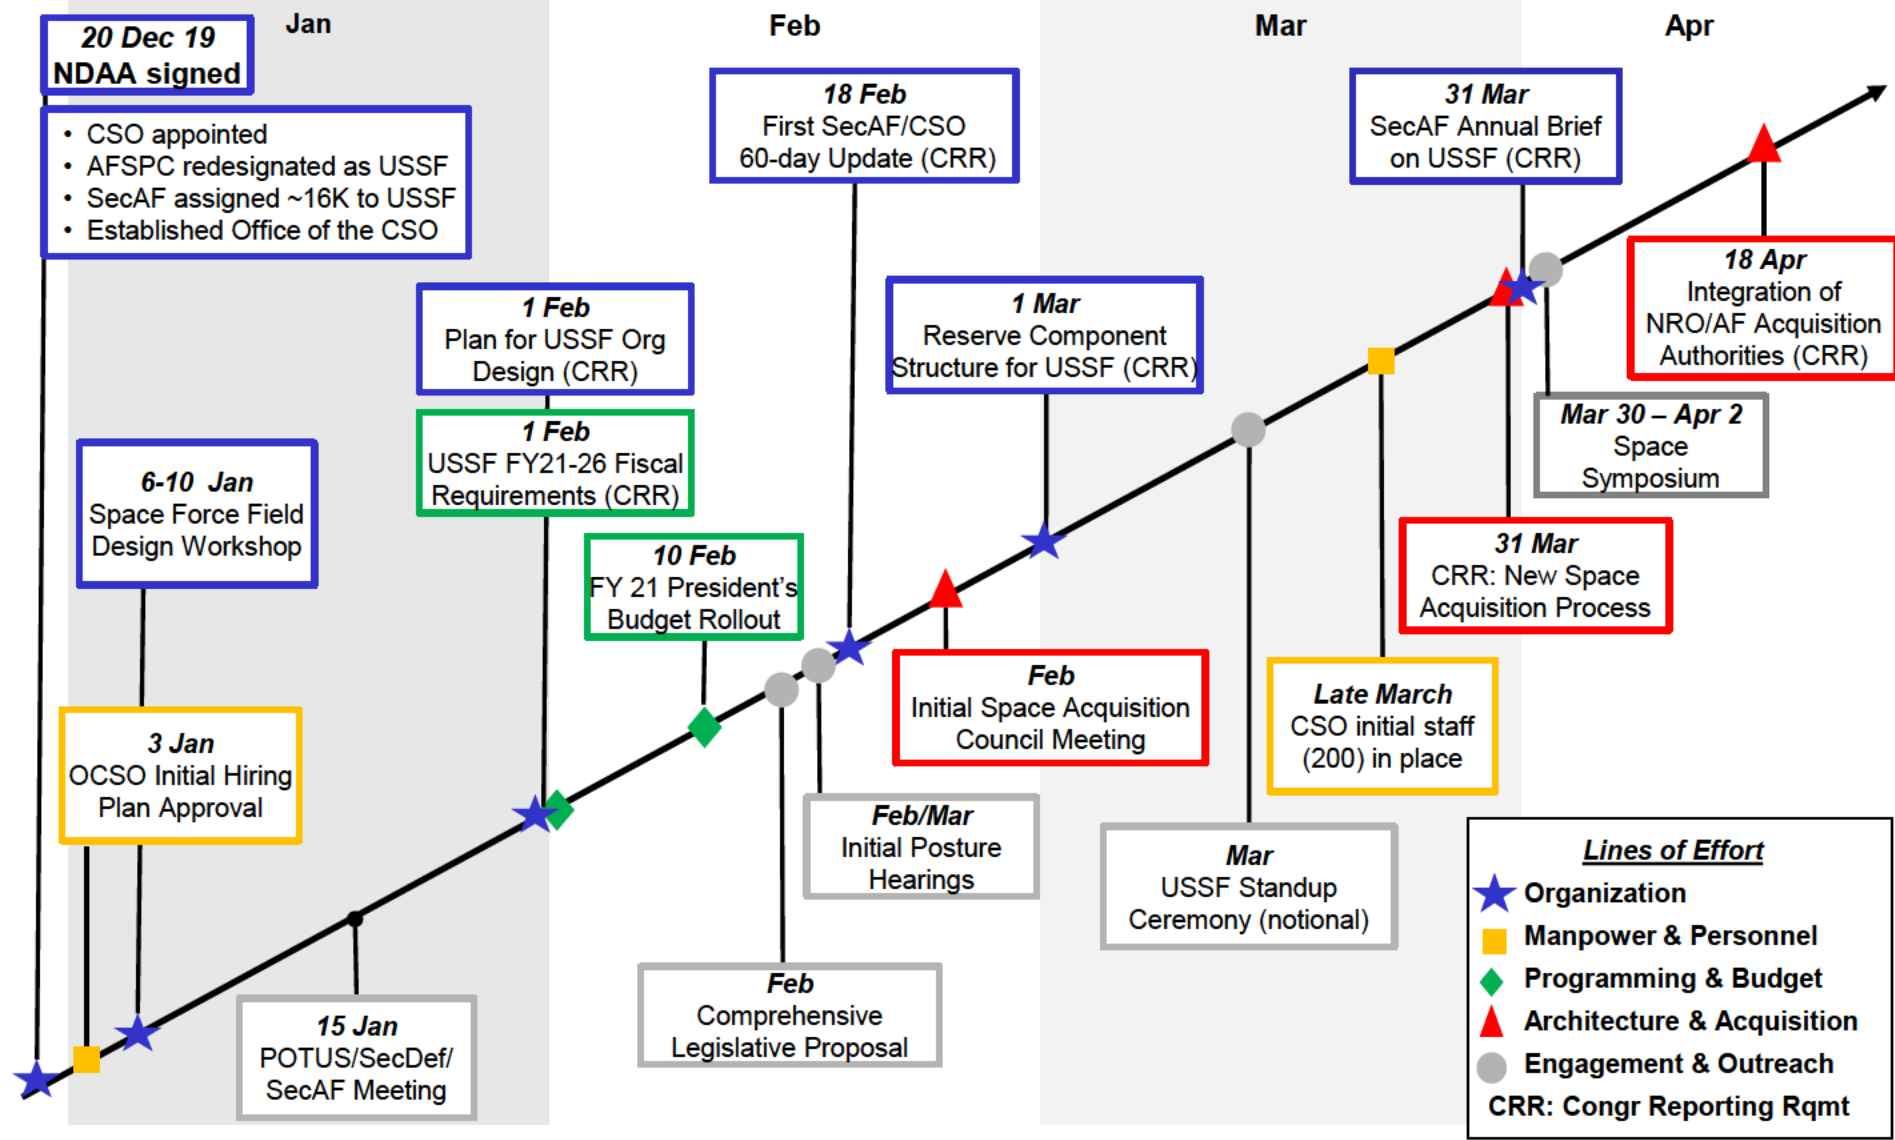 Jan
Feb
Mar
Apr
20 Dec 19
NDAA signed
• CSO appointed
• AFSPC redesignated as USSF
• SecAF assigned ~16K to USSF
• Established Office of the CSO
18 Feb
First SecAF/CSO
60-day Update (CRR)
31 Mar
SecAF Annual Brief
on USSF (CRR)
18 Apr
Integration of
NRO/AF Acquisition
Authorities (CRR)
1 Feb
Plan for USSF Org
Design (CRR)
1 Mar
Reserve Component
Structure for USSF (CRR)
1 Feb
USSF FY21-26 Fiscal
Requirements (CRR)
Mar 30 – Apr 2
Space
Symposium
6-10 Jan
Space Force Field
Design Workshop
10 Feb
FY 21 President's
Budget Rollout
31 Mar
CRR: New Space
Acquisition Process
Feb
Initial Space Acquisition
Council Meeting
Late March
CSO initial staff
(200) in place
3 Jan
OCSO Initial Hiring
Plan Approval
Feb/Mar
Initial Posture
Hearings
Mar
USSF Standup
Ceremony (notional)
Feb
Comprehensive
Legislative Proposal
15 Jan
POTUS/SecDef/
SecAF Meeting
Lines of Effort
Organization
Manpower & Personnel
Programming & Budget
Architecture & Acquisition
Engagement & Outreach
CRR: Congr Reporting Rqmt